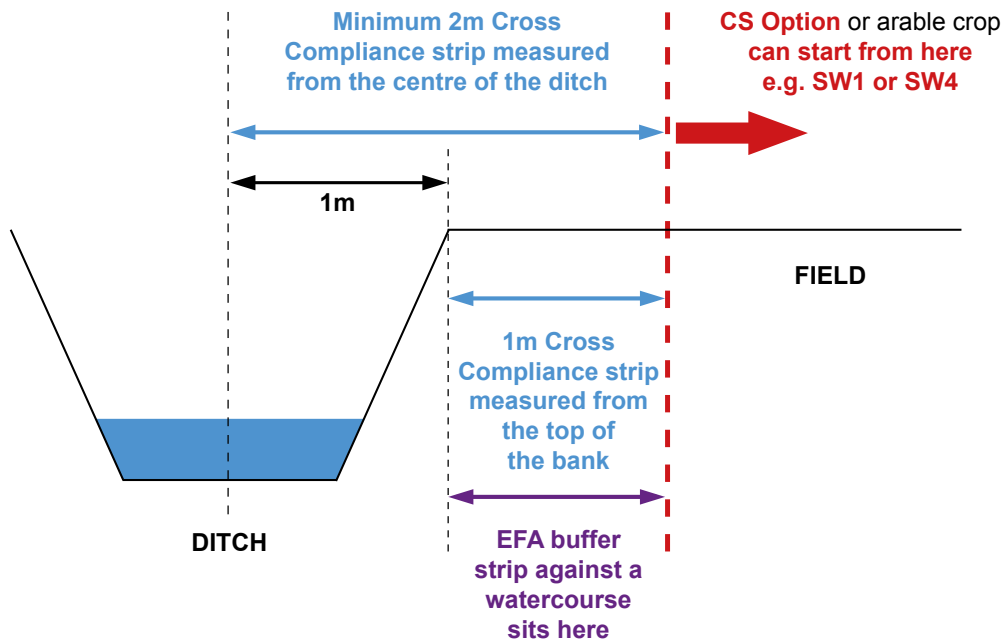 Minimum 2m Cross
Compliance strip measured
from the centre of the ditch
CS Option or arable crop
can start from here
e.g. SW1 or SW4
1m
FIELD
1m Cross
Compliance strip
measured from
the top of
the bank
DITCH
EFA buffer
strip against a
watercourse
sits here